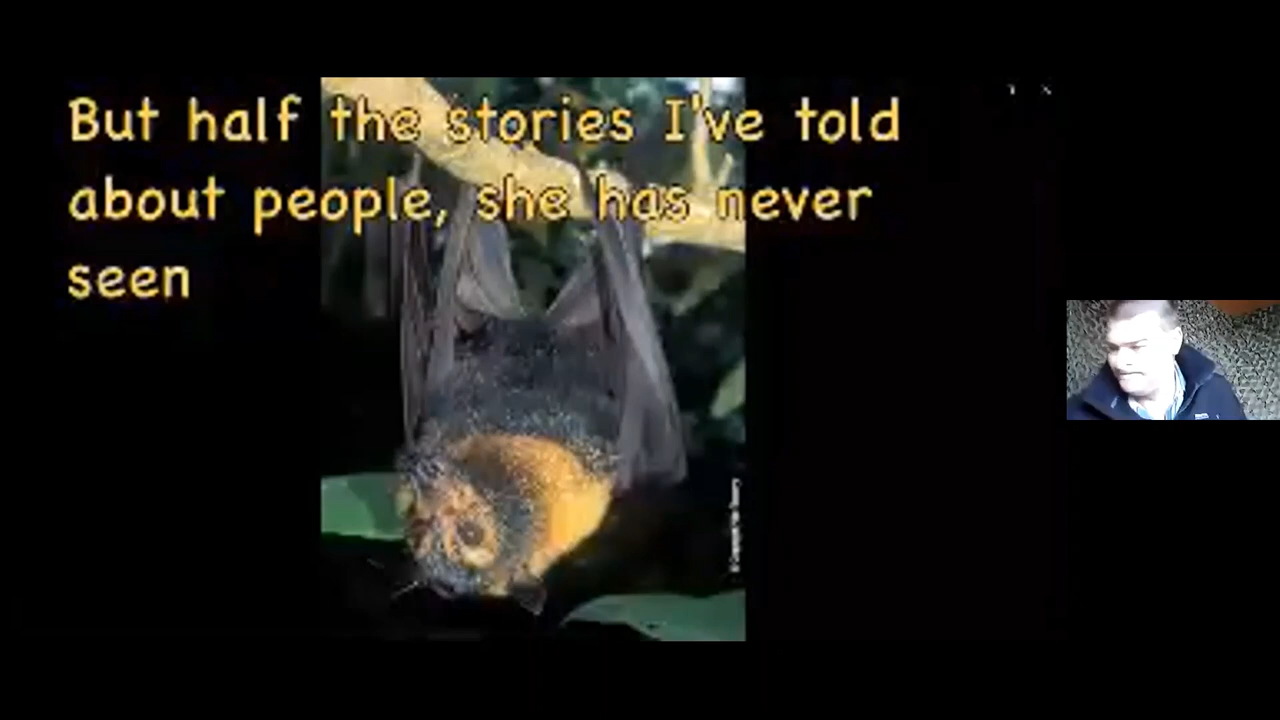 But half the stories I've told
about people, she has never
seen